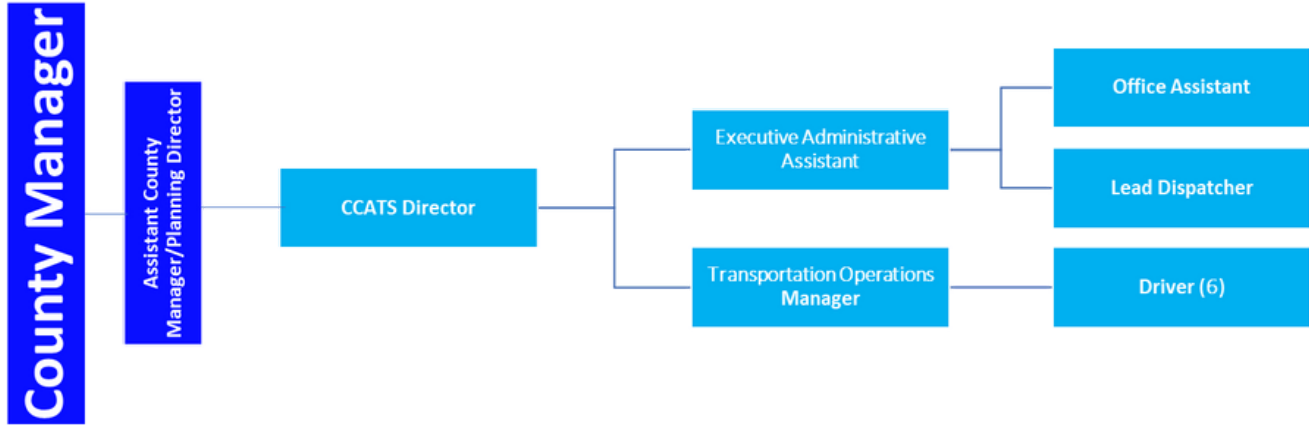 County Manager
Assistant County
Manager/Planning Director
CCATS Director
Executive Administrative
Assistant
Transportation Operations
Manager
Office Assistant
Lead Dispatcher
Driver (6)